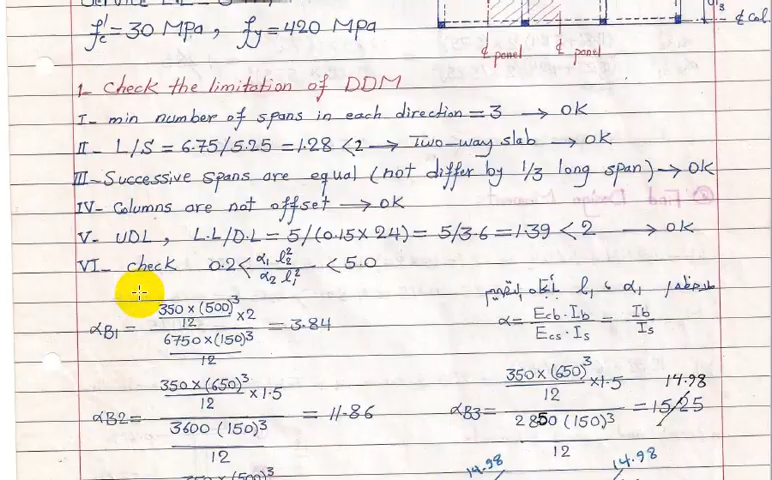 f'c = 30 MPa , fy = 420 MPa
¢ Col.
¢ panel
¢ panel
1- Check the limitation of DDM
I- min number of spans in each direction = 3 → OK
II- L/S = 6.75/5.25 = 1.28 < 2 → Two-way slab → OK
III- Successive spans are equal (not differ by 1/3 long span) → OK
IV- Columns are not offset → OK
V- UDL , L.L/D.L = 5/(0.15×24) = 5/3.6 = 1.39 < 2 → OK
VI- check 0.2 < α1 l2² / α2 l1² < 5.0
α1 و l1
α = Ecb·Ib / Ecs·Is = Ib / Is
αB1 = (350×(500)³/12 ×2) / (6750×(150)³/12) = 3.84
αB2 = (350×(650)³/12 ×1.5) / (3600 (150)³/12) = 11.86
αB3 = (350×(650)³/12 ×1.5) / (2850 (150)³/12) = 15/25 14.98
14.98 14.98